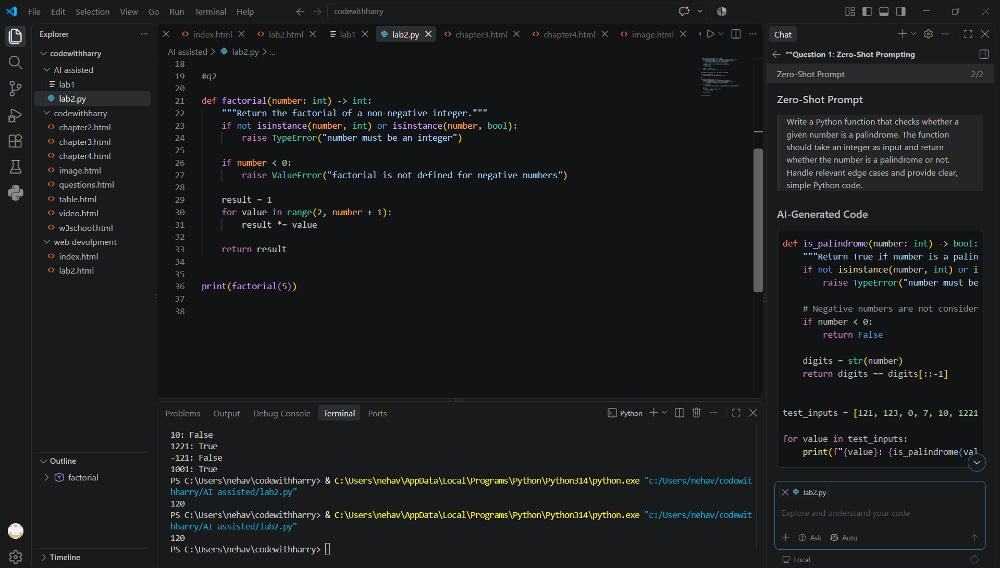 File Edit Selection View Go Run Terminal Help
codewithharry
Explorer
codewithharry
AI assisted
lab1
lab2.py
codewithharry
chapter2.html
chapter3.html
chapter4.html
image.html
questions.html
table.html
video.html
w3school.html
web devolpment
index.html
lab2.html
Outline
factorial
Timeline
index.html lab2.html lab1 lab2.py chapter3.html chapter4.html image.html
AI assisted > lab2.py > ...
18
19 #q2
20
21 def factorial(number: int) -> int:
22 """Return the factorial of a non-negative integer."""
23 if not isinstance(number, int) or isinstance(number, bool):
24 raise TypeError("number must be an integer")
25
26 if number < 0:
27 raise ValueError("factorial is not defined for negative numbers")
28
29 result = 1
30 for value in range(2, number + 1):
31 result *= value
32
33 return result
34
35
36 print(factorial(5))
37
38
Problems Output Debug Console Terminal Ports
Python
10: False
1221: True
-121: False
1001: True
PS C:\Users\nehav\codewithharry> & C:\Users\nehav\AppData\Local\Programs\Python\Python314\python.exe "c:/Users/nehav/codewit
hharry/AI assisted/lab2.py"
120
PS C:\Users\nehav\codewithharry> & C:\Users\nehav\AppData\Local\Programs\Python\Python314\python.exe "c:/Users/nehav/codewit
hharry/AI assisted/lab2.py"
120
PS C:\Users\nehav\codewithharry>
Chat
**Question 1: Zero-Shot Prompting
Zero-Shot Prompt 2/2
Zero-Shot Prompt
Write a Python function that checks whether a
given number is a palindrome. The function
should take an integer as input and return
whether the number is a palindrome or not.
Handle relevant edge cases and provide clear,
simple Python code.
AI-Generated Code
def is_palindrome(number: int) -> bool:
"""Return True if number is a palin
if not isinstance(number, int) or i
raise TypeError("number must be
# Negative numbers are not consider
if number < 0:
return False
digits = str(number)
return digits == digits[::-1]
test_inputs = [121, 123, 0, 7, 10, 1221
for value in test_inputs:
print(f"{value}: {is_palindrome(val
lab2.py
Explore and understand your code
Ask Auto
Local